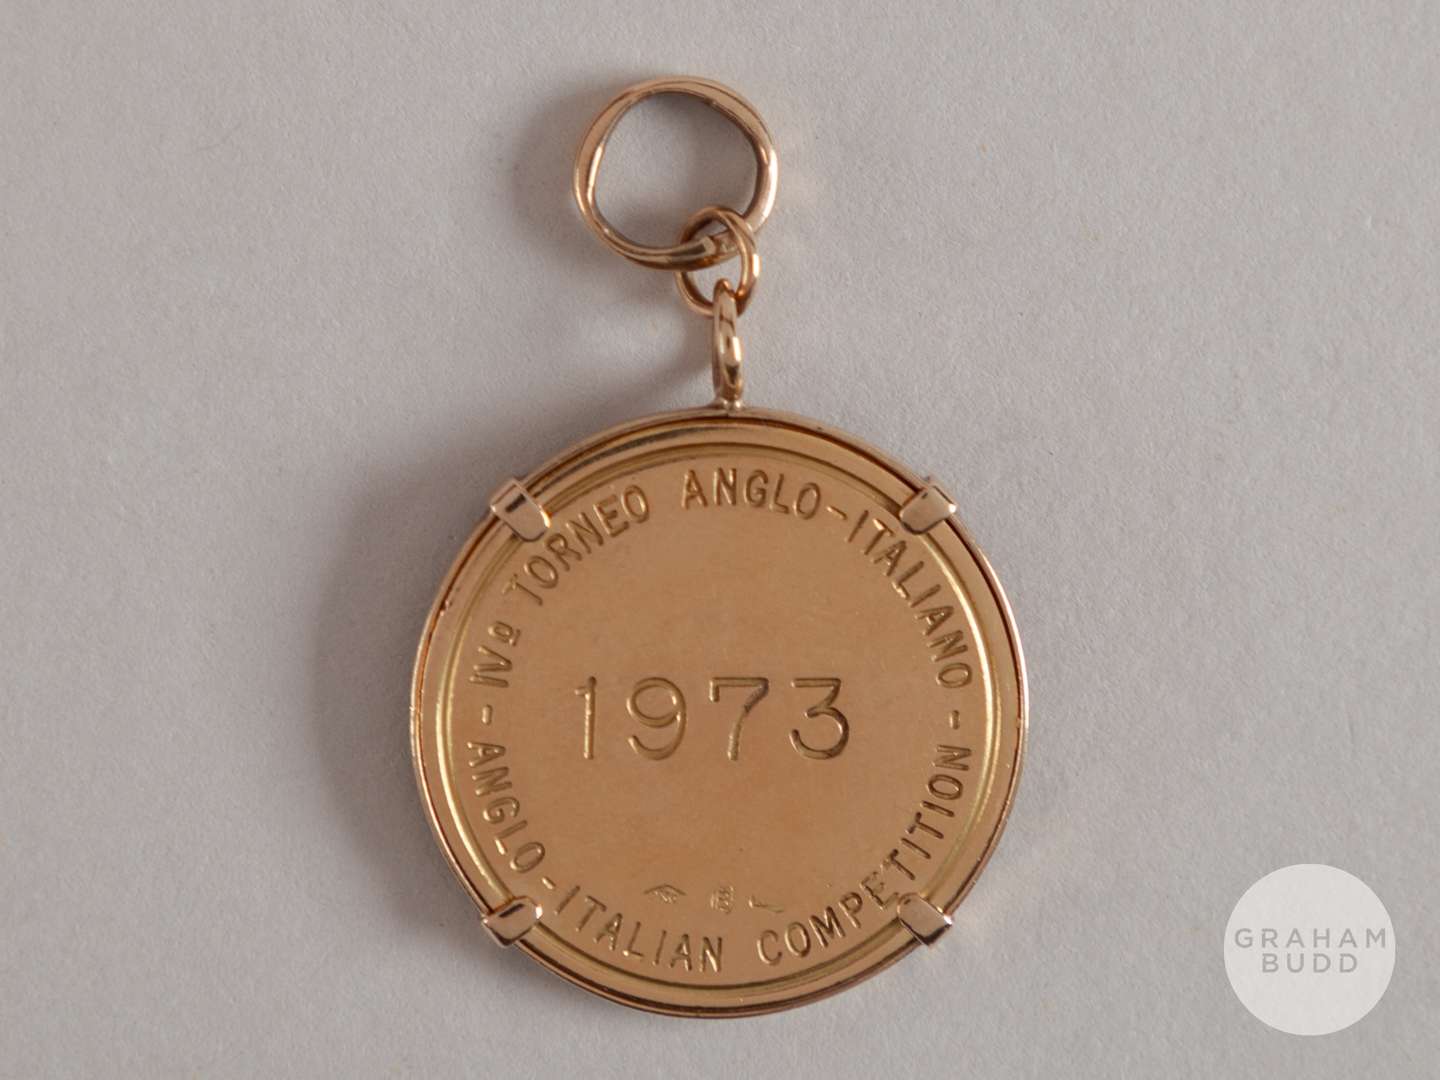 IVº TORNEO ANGLO-ITALIANO -
ANGLO-ITALIAN COMPETITION -
1973
GRAHAM
BUDD